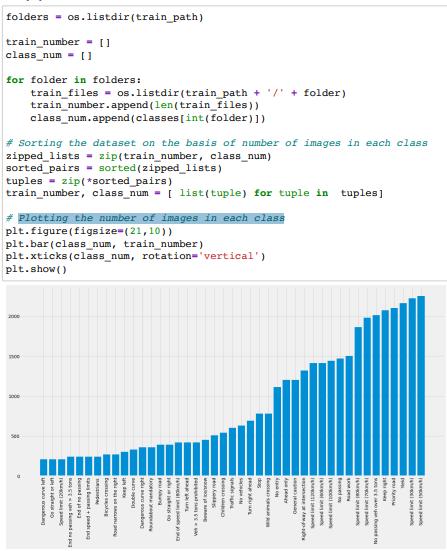 folders = os.listdir(train_path)
train_number = []
class_num = []
for folder in folders:
train_files = os.listdir(train_path + '/' + folder)
train_number.append(len(train_files))
class_num.append(classes[int(folder)])
# Sorting the dataset on the basis of number of images in each class
zipped_lists = zip(train_number, class_num)
sorted_pairs = sorted(zipped_lists)
tuples = zip(*sorted_pairs)
train_number, class_num = [ list(tuple) for tuple in  tuples]
# Plotting the number of images in each class
plt.figure(figsize=(21,10))
plt.bar(class_num, train_number)
plt.xticks(class_num, rotation='vertical')
plt.show()
2000
1500
1000
500
0
Dangerous curve left
Go straight or left
Speed limit (20km/h)
End no passing veh > 3.5 tons
End of no passing
End speed + passing limits
Pedestrians
Bicycles crossing
Road narrows on the right
Keep left
Double curve
Dangerous curve right
Roundabout mandatory
Bumpy road
Go straight or right
End of speed limit (80km/h)
Turn left ahead
Veh > 3.5 tons prohibited
Beware of ice/snow
Slippery road
Children crossing
Traffic signals
No vehicles
Turn right ahead
Stop
Wild animals crossing
No entry
Ahead only
General caution
Right-of-way at intersection
Speed limit (120km/h)
Speed limit (60km/h)
Speed limit (100km/h)
No passing
Road work
Speed limit (80km/h)
Speed limit (70km/h)
No passing veh over 3.5 tons
Keep right
Priority road
Yield
Speed limit (30km/h)
Speed limit (50km/h)